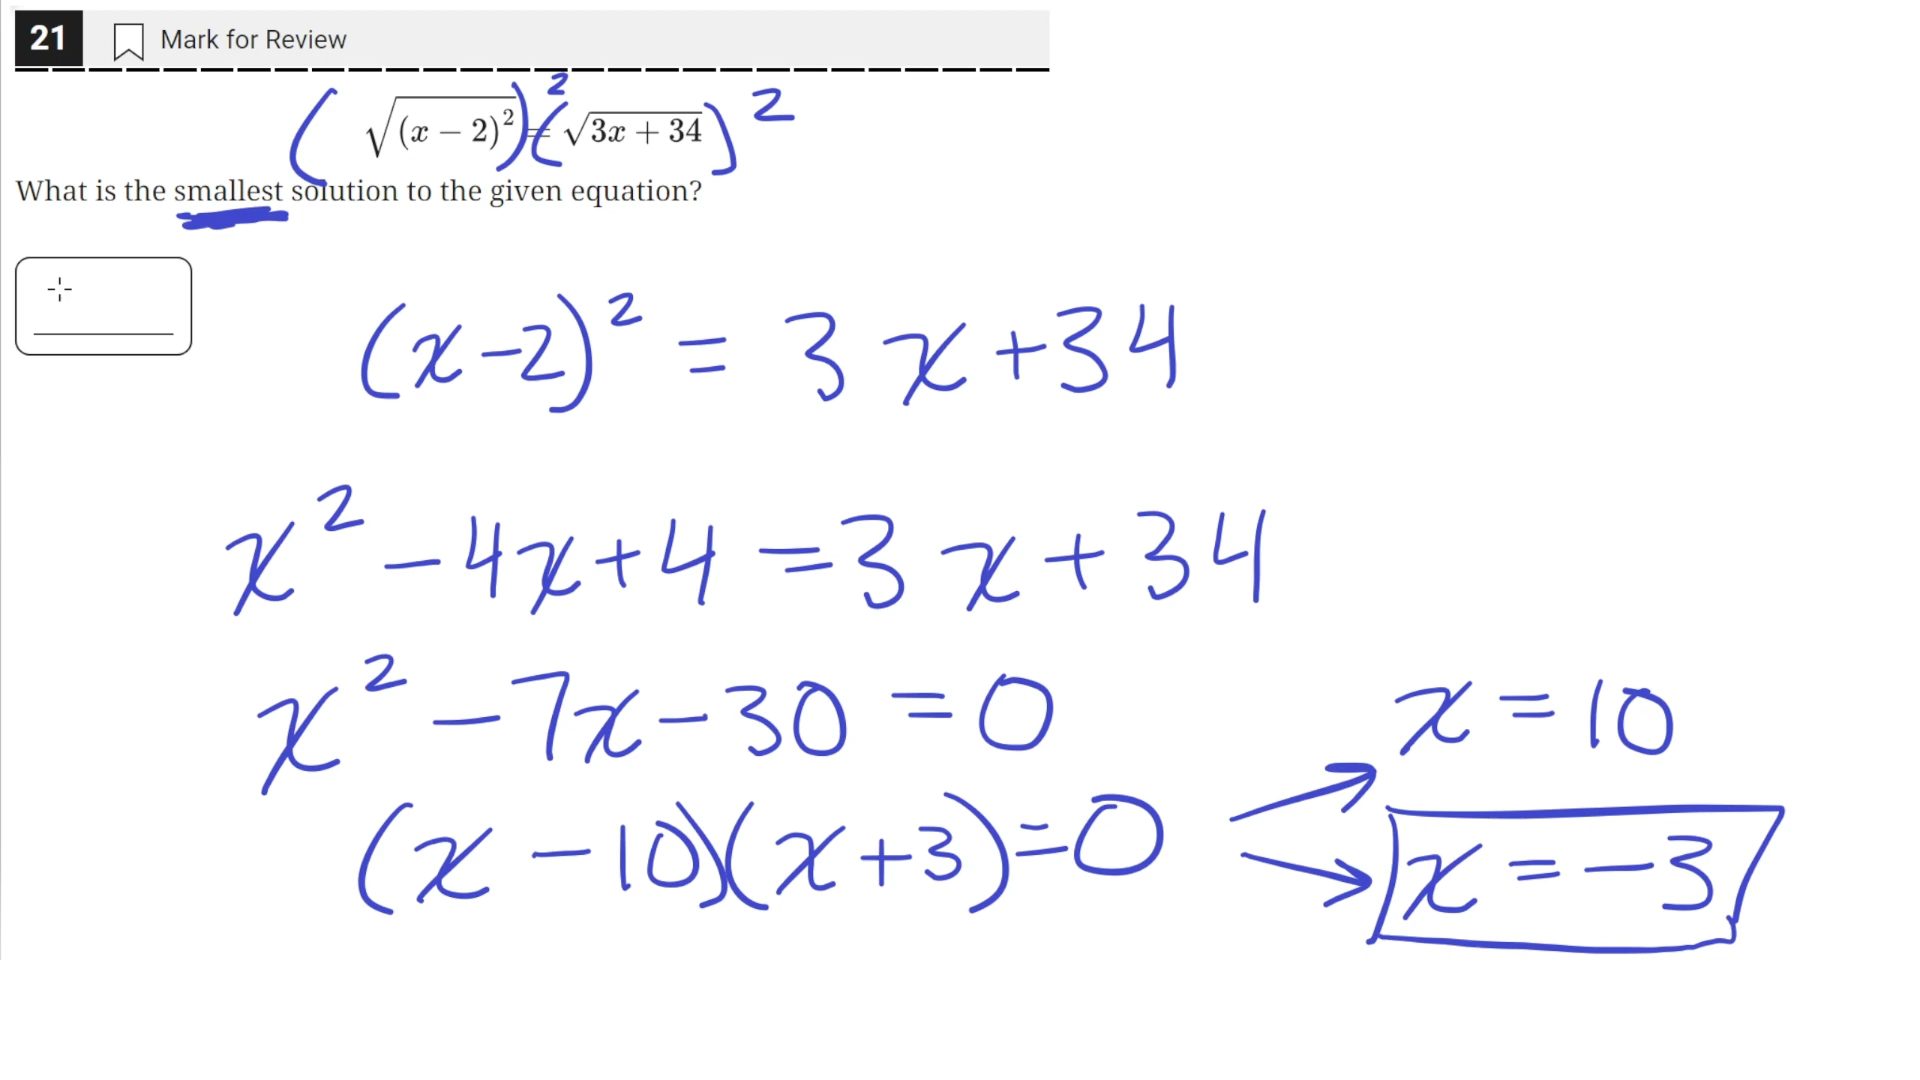 21 Mark for Review
(√(x − 2)²)² = (√3x + 34)²
What is the smallest solution to the given equation?
(x-2)² = 3x+34
x² - 4x+4 = 3x+34
x² - 7x - 30 = 0
x = 10
(x - 10)(x+3) = 0
x = -3